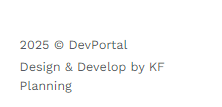 2025 © DevPortal
Design & Develop by KF
Planning